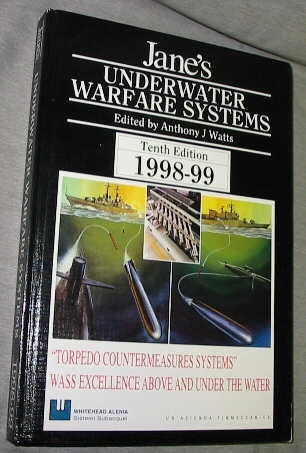 Jane's
UNDERWATER
WARFARE SYSTEMS
Edited by Anthony J Watts
Tenth Edition
1998-99
"TORPEDO COUNTERMEASURES SYSTEMS"
WASS EXCELLENCE ABOVE AND UNDER THE WATER
WHITEHEAD ALENIA
Sistemi Subacquei
UN'AZIENDA FINMECCANICA